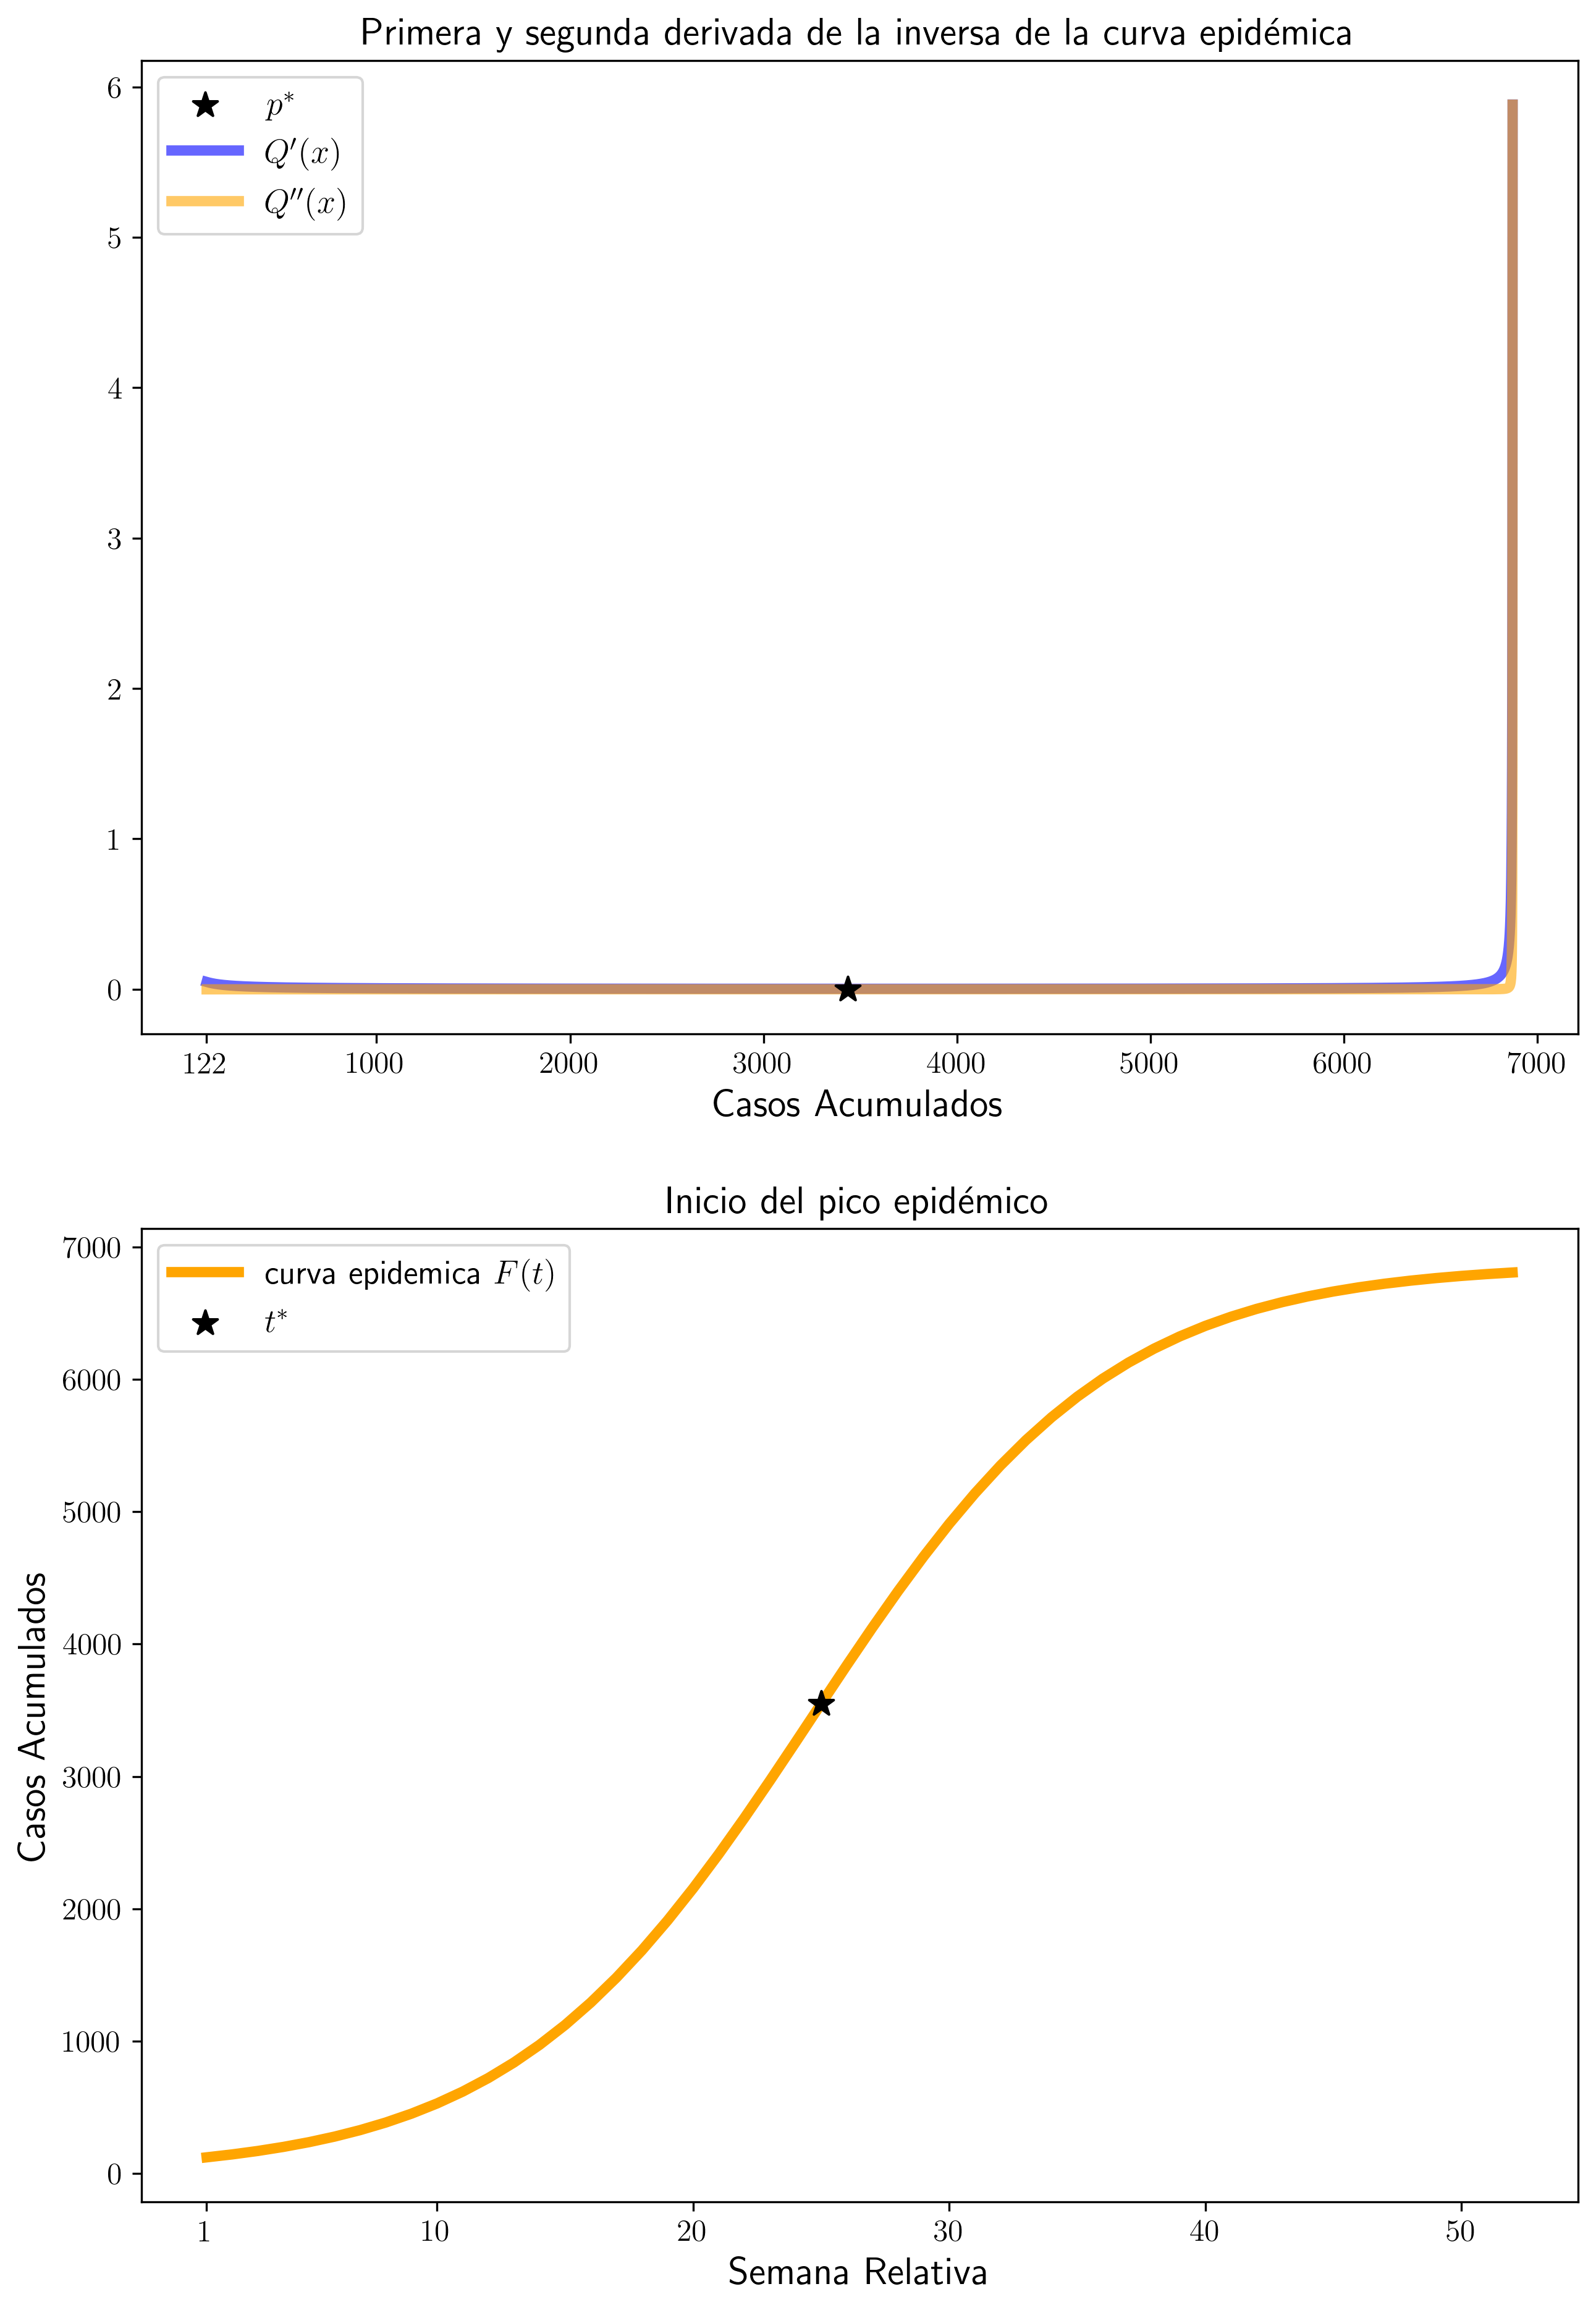 Primera y segunda derivada de la inversa de la curva epidémica
6
p*
Q′(x)
Q″(x)
5
4
3
2
1
0
122 1000 2000 3000 4000 5000 6000 7000
Casos Acumulados
Inicio del pico epidémico
7000
curva epidemica F(t)
t*
6000
5000
4000
3000
2000
1000
0
Casos Acumulados
1 10 20 30 40 50
Semana Relativa